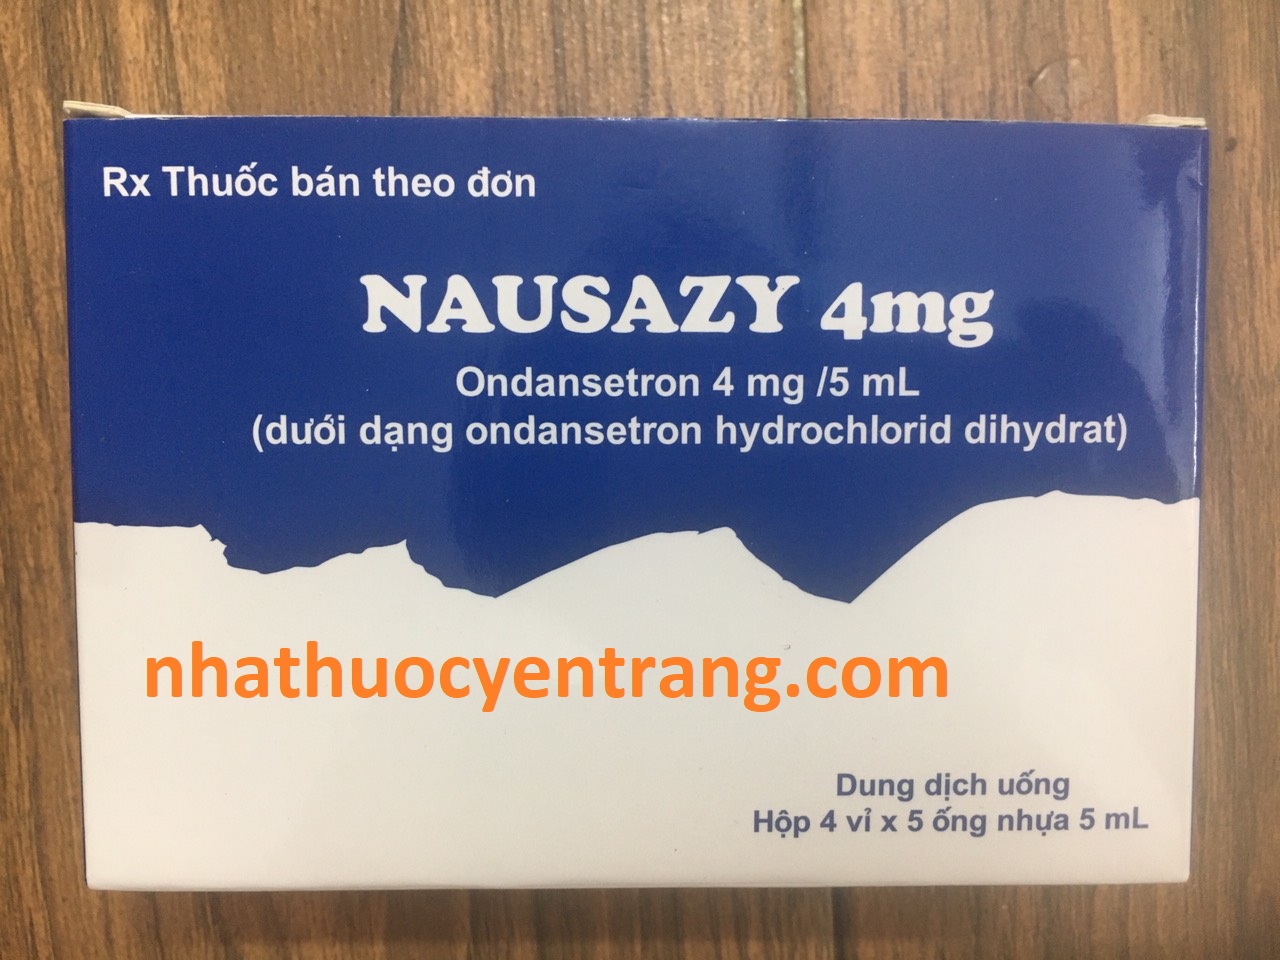 Rx Thuốc bán theo đơn
NAUSAZY 4mg
Ondansetron 4 mg /5 mL
(dưới dạng ondansetron hydrochlorid dihydrat)
nhathuocyentrang.com
Dung dịch uống
Hộp 4 vỉ x 5 ống nhựa 5 mL